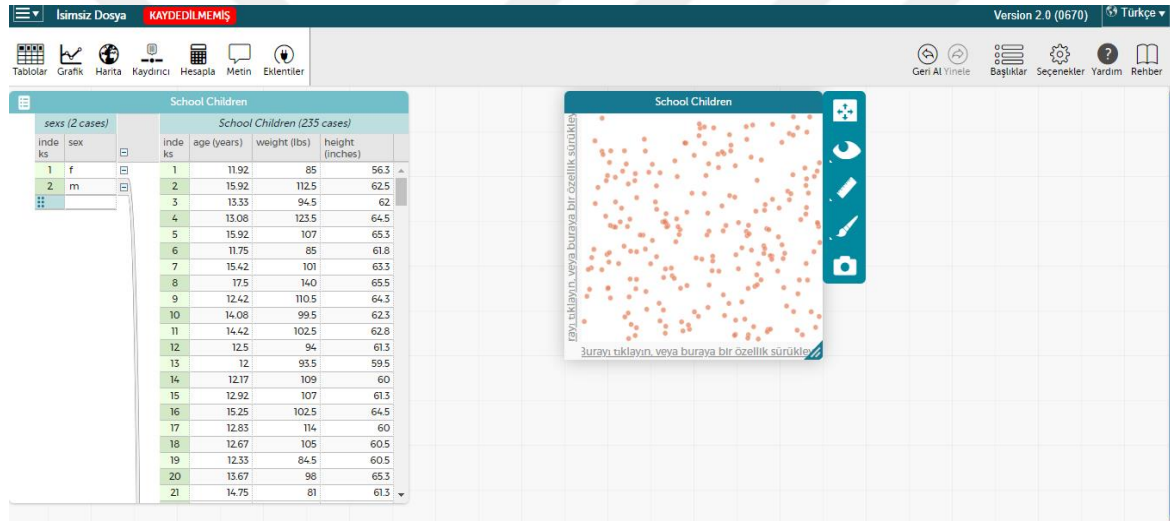 İsimsiz Dosya KAYDEDİLMEMİŞ Version 2.0 (0670) Türkçe
Tablolar Grafik Harita Kaydırıcı Hesapla Metin Eklentiler Geri Al Yinele Başlıklar Seçenekler Yardım Rehber
School Children
sexs (2 cases) School Children (235 cases)
indeks sex indeks age (years) weight (lbs) height (inches)
1 f 1 11.92 85 56.3
2 m 2 15.92 112.5 62.5
3 13.33 94.5 62
4 13.08 123.5 64.5
5 15.92 107 65.3
6 11.75 85 61.8
7 15.42 101 63.3
8 17.5 140 65.5
9 12.42 110.5 64.3
10 14.08 99.5 62.3
11 14.42 102.5 62.8
12 12.5 94 61.3
13 12 93.5 59.5
14 12.17 109 60
15 12.92 107 61.3
16 15.25 102.5 64.5
17 12.83 114 60
18 12.67 105 60.5
19 12.33 84.5 60.5
20 13.67 98 65.3
21 14.75 81 61.3
School Children
rayı tıklayın, veya buraya bir özellik sürükley
Burayı tıklayın, veya buraya bir özellik sürükley